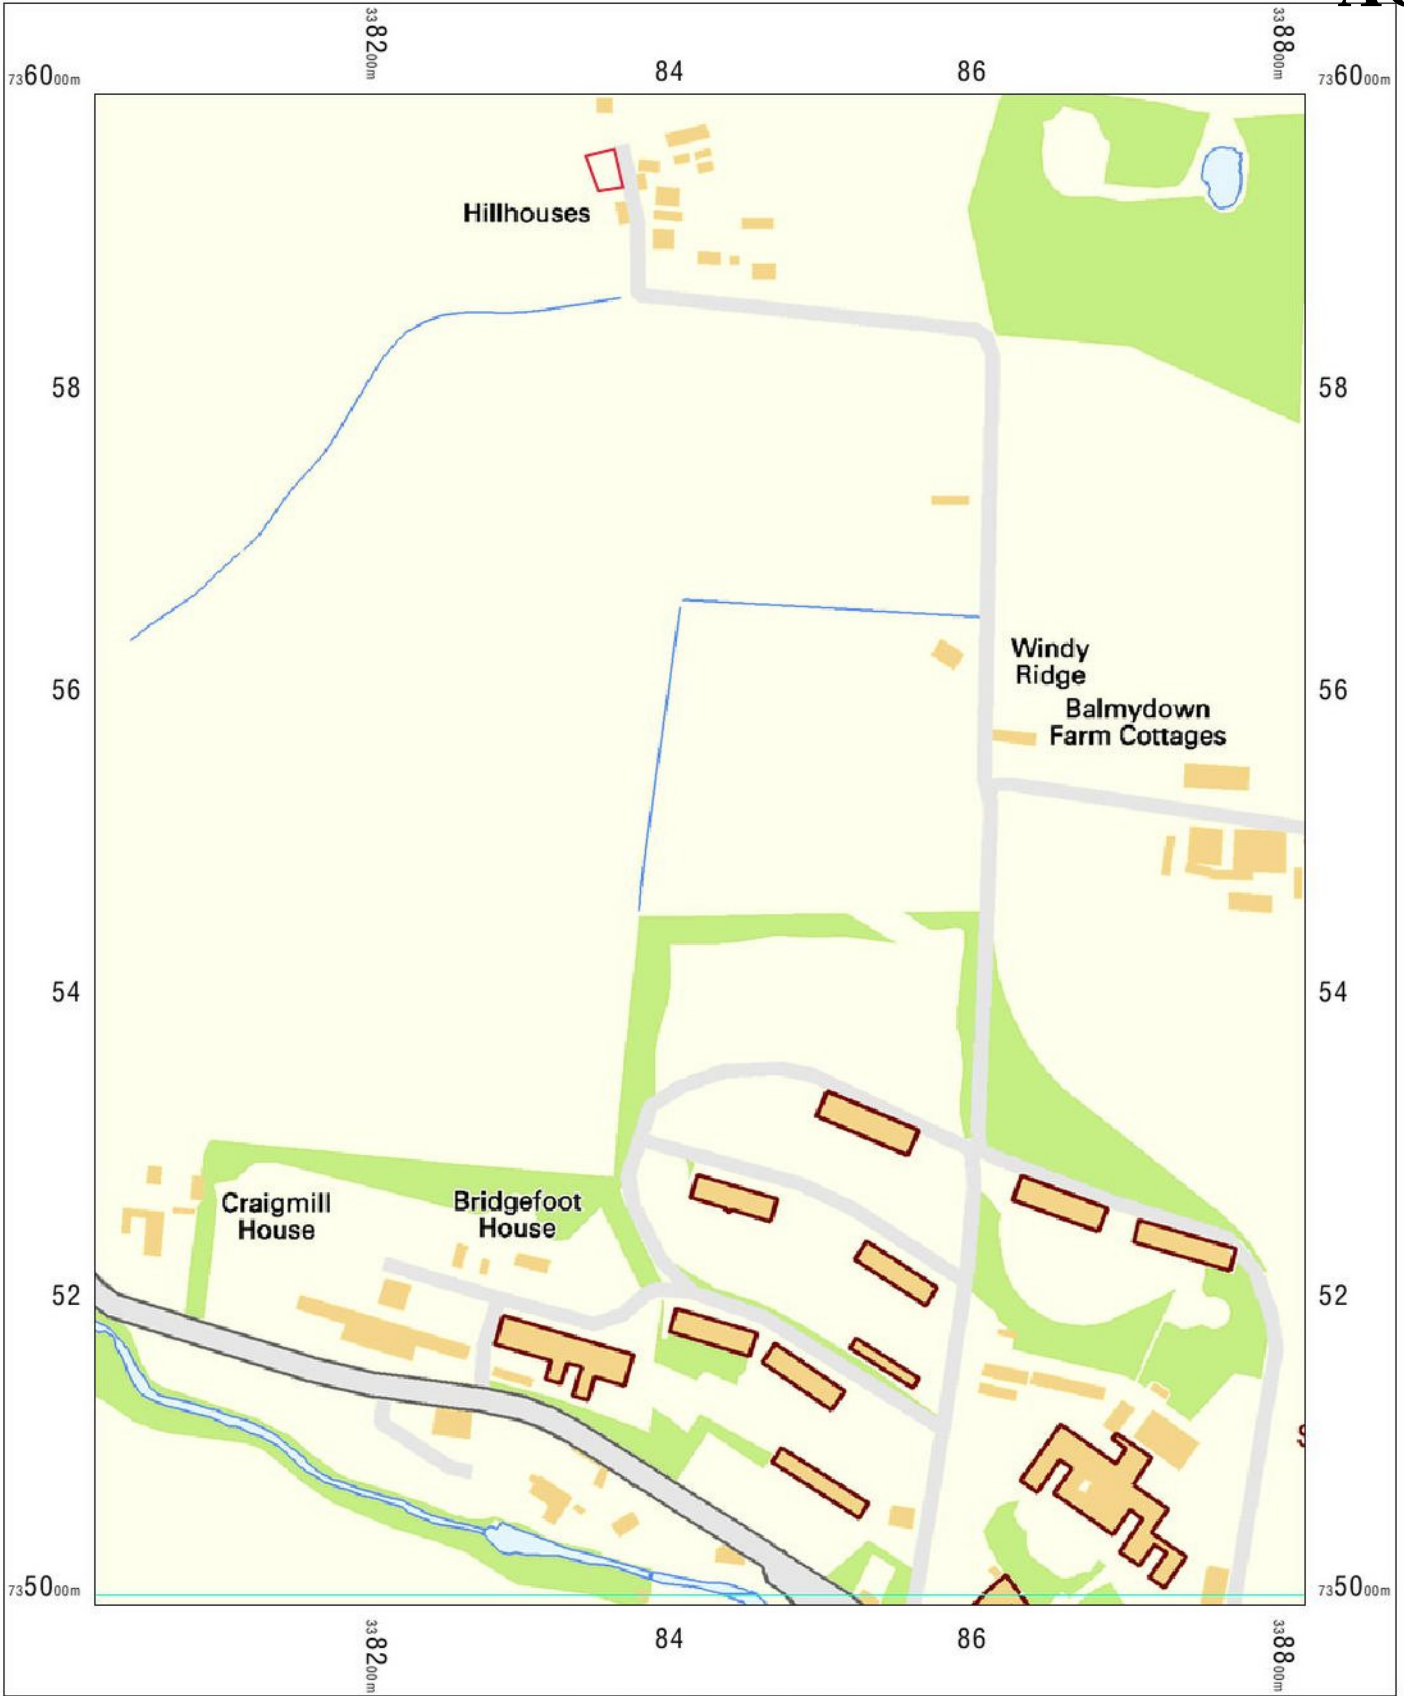 338200m
84
86
338800m
736000m
736000m
Hillhouses
58
58
Windy
Ridge
56
56
Balmydown
Farm Cottages
54
54
Craigmill
House
Bridgefoot
House
52
52
735000m
735000m
338200m
84
86
338800m